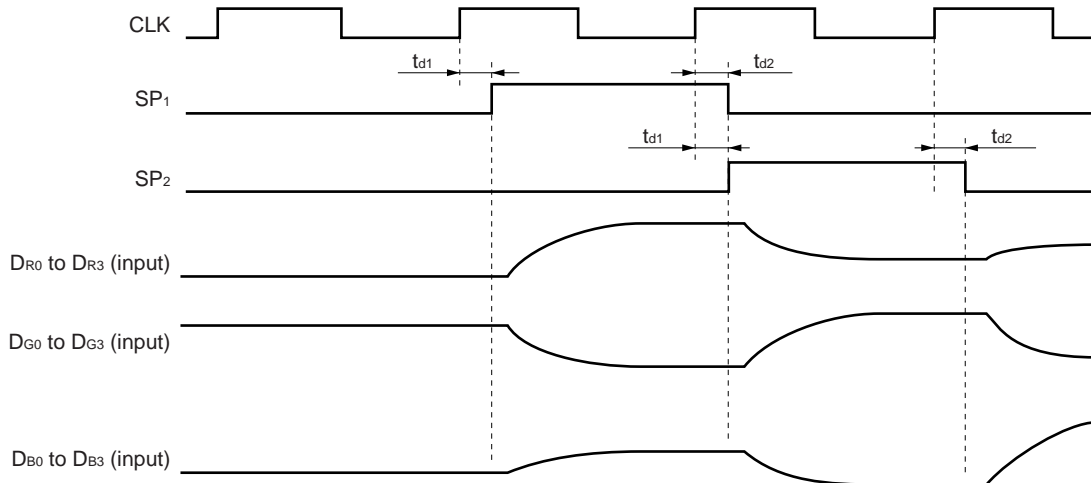 CLK
td1 td2
SP1
td1 td2
SP2
DR0 to DR3 (input)
DG0 to DG3 (input)
DB0 to DB3 (input)